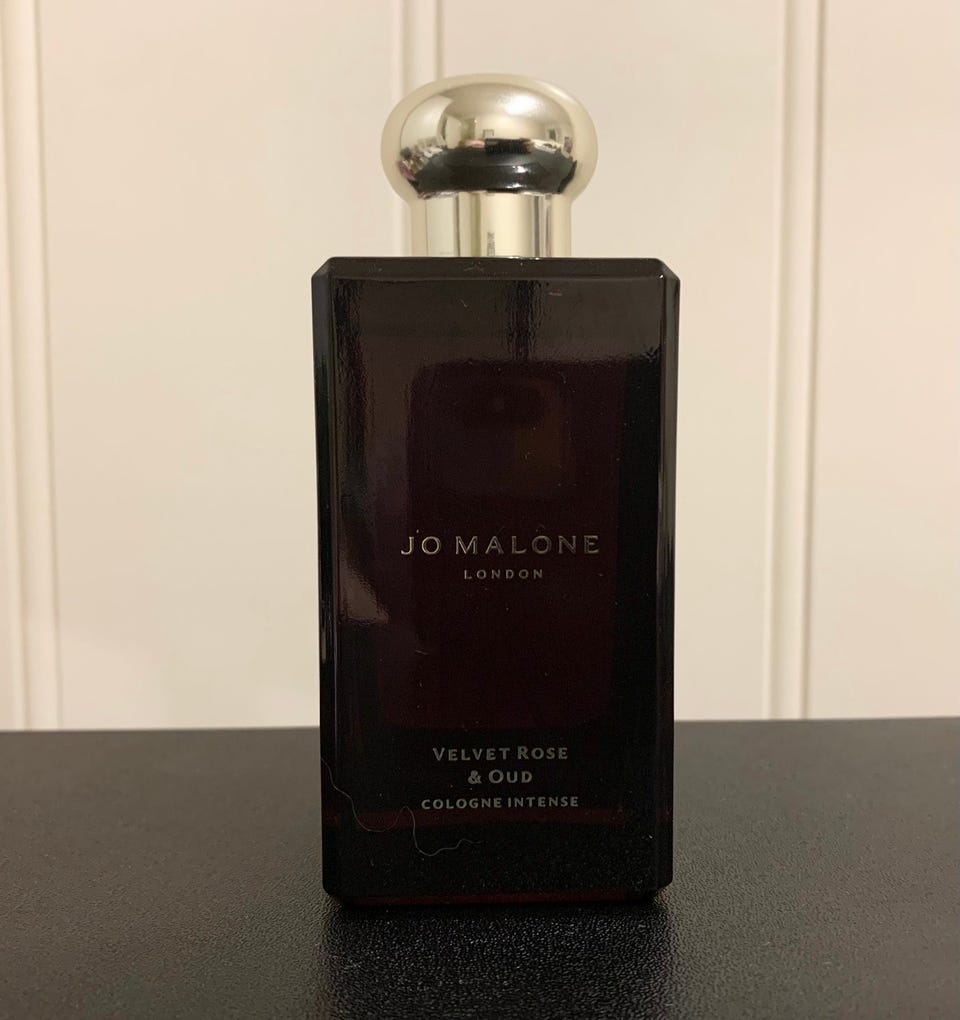 JO MALONE
LONDON
VELVET ROSE
& OUD
COLOGNE INTENSE